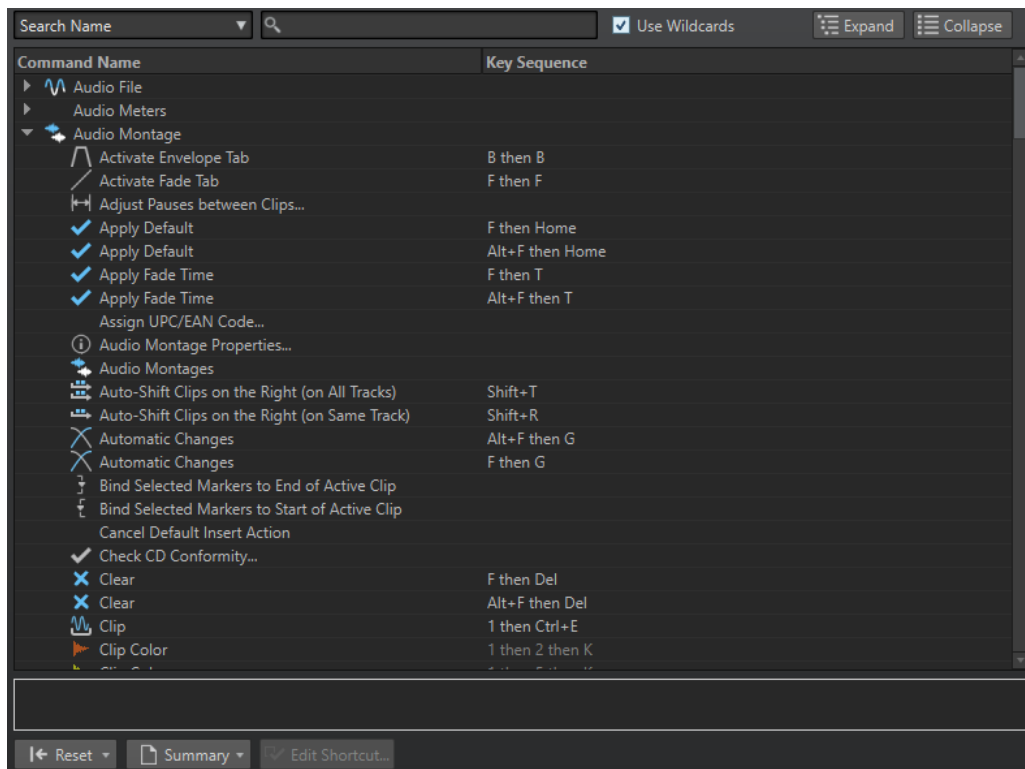 Search Name Use Wildcards Expand Collapse
Command Name Key Sequence
Audio File
Audio Meters
Audio Montage
Activate Envelope Tab B then B
Activate Fade Tab F then F
Adjust Pauses between Clips...
Apply Default F then Home
Apply Default Alt+F then Home
Apply Fade Time F then T
Apply Fade Time Alt+F then T
Assign UPC/EAN Code...
Audio Montage Properties...
Audio Montages
Auto-Shift Clips on the Right (on All Tracks) Shift+T
Auto-Shift Clips on the Right (on Same Track) Shift+R
Automatic Changes Alt+F then G
Automatic Changes F then G
Bind Selected Markers to End of Active Clip
Bind Selected Markers to Start of Active Clip
Cancel Default Insert Action
Check CD Conformity...
Clear F then Del
Clear Alt+F then Del
Clip 1 then Ctrl+E
Clip Color 1 then 2 then K
Reset Summary Edit Shortcut...